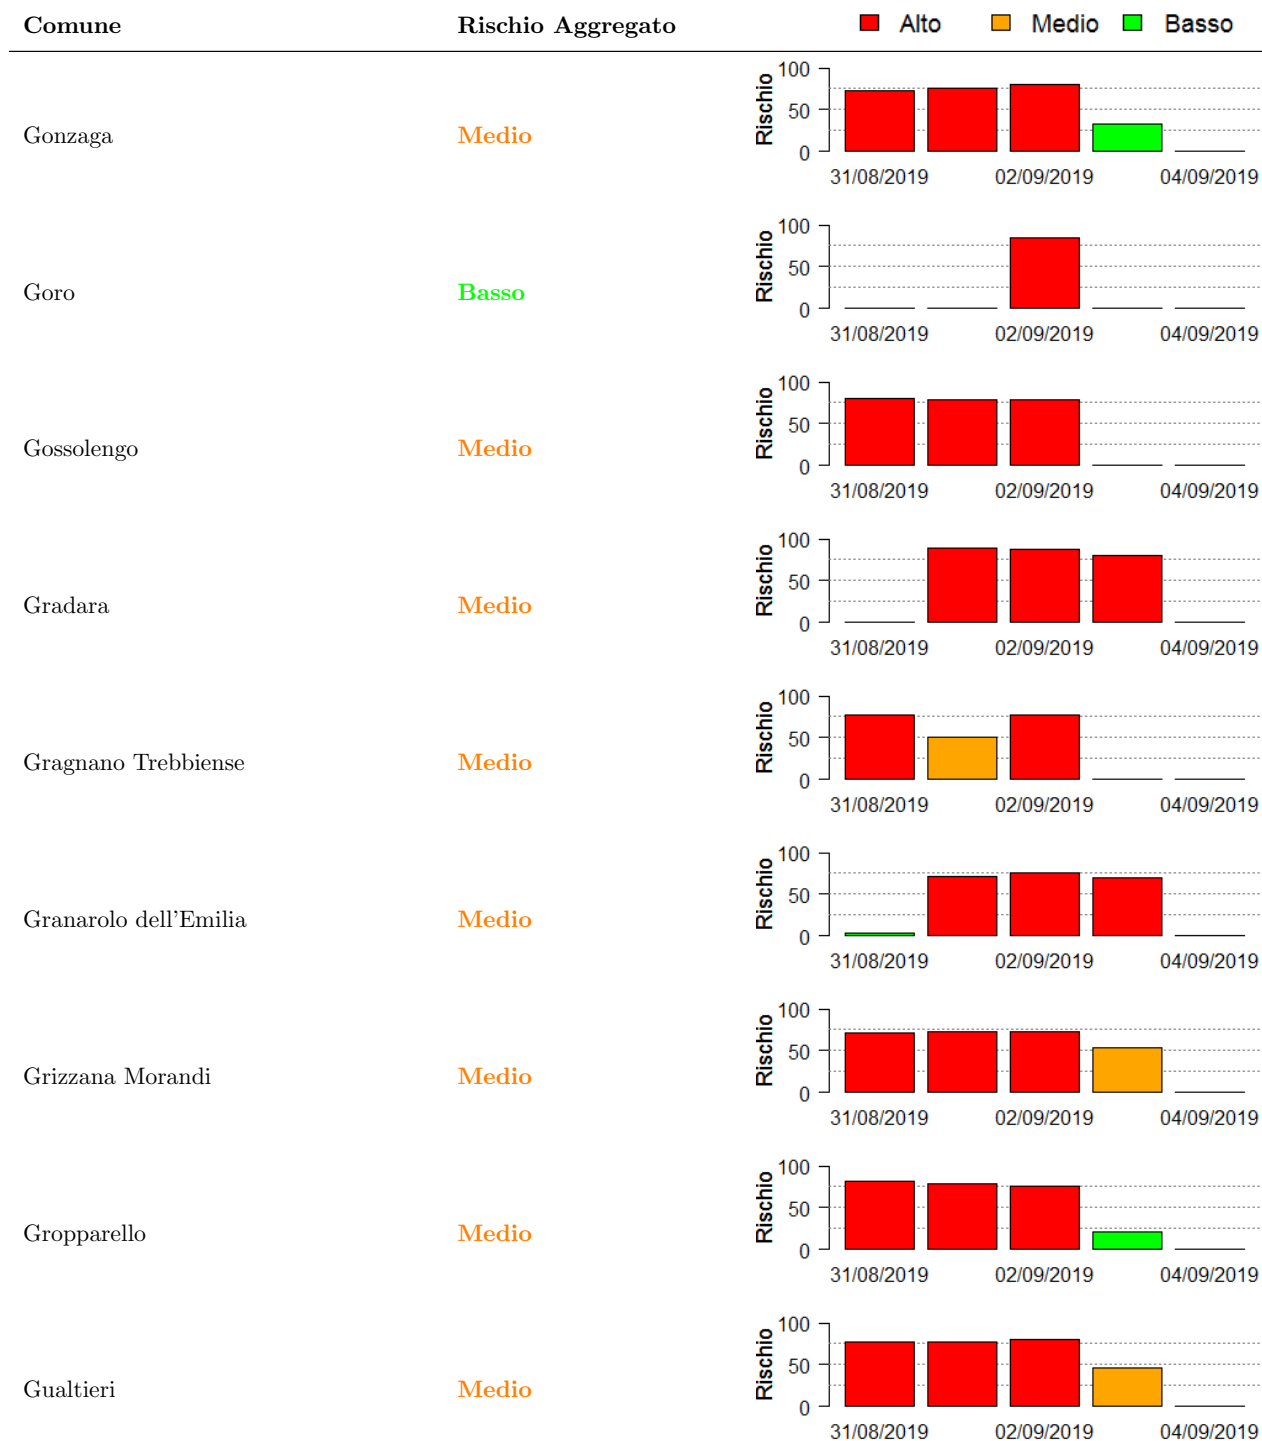 Comune Rischio Aggregato Alto Medio Basso
Gonzaga Medio Rischio 100 50 0
31/08/2019 02/09/2019 04/09/2019
Goro Basso Rischio 100 50 0
31/08/2019 02/09/2019 04/09/2019
Gossolengo Medio Rischio 100 50 0
31/08/2019 02/09/2019 04/09/2019
Gradara Medio Rischio 100 50 0
31/08/2019 02/09/2019 04/09/2019
Gragnano Trebbiense Medio Rischio 100 50 0
31/08/2019 02/09/2019 04/09/2019
Granarolo dell'Emilia Medio Rischio 100 50 0
31/08/2019 02/09/2019 04/09/2019
Grizzana Morandi Medio Rischio 100 50 0
31/08/2019 02/09/2019 04/09/2019
Gropparello Medio Rischio 100 50 0
31/08/2019 02/09/2019 04/09/2019
Gualtieri Medio Rischio 100 50 0
31/08/2019 02/09/2019 04/09/2019